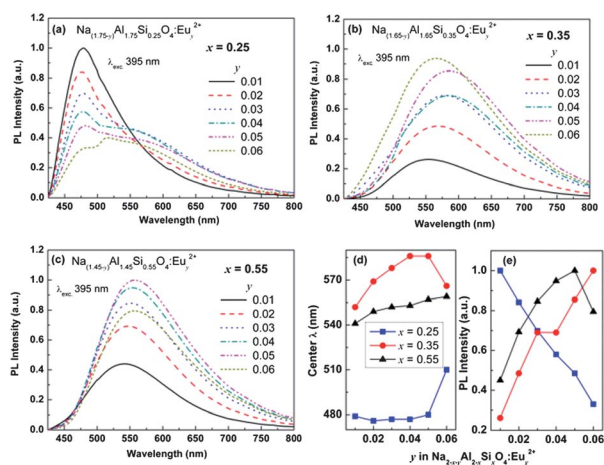 (a) Na(1.75-y)Al1.75Si0.25O4:Euy2+
x = 0.25
λexc. 395 nm
y
0.01
0.02
0.03
0.04
0.05
0.06
PL Intensity (a.u.)
1.0
0.8
0.6
0.4
0.2
0.0
450 500 550 600 650 700 750 800
Wavelength (nm)
Na(1.65-y)Al1.65Si0.35O4:Euy2+
(b)
x = 0.35
λexc. 395 nm
y
0.01
0.02
0.03
0.04
0.05
0.06
PL Intensity (a.u.)
1.0
0.8
0.6
0.4
0.2
0.0
450 500 550 600 650 700 750 800
Wavelength (nm)
(c) Na(1.45-y)Al1.45Si0.55O4:Euy2+
x = 0.55
λexc. 395 nm
y
0.01
0.02
0.03
0.04
0.05
0.06
PL Intensity (a.u.)
1.2
1.0
0.8
0.6
0.4
0.2
0.0
450 500 550 600 650 700 750 800
Wavelength (nm)
(d)
Center λ (nm)
570
540
510
480
x = 0.25
x = 0.35
x = 0.55
0.02 0.04 0.06
(e)
PL Intensity (a.u.)
1.0
0.8
0.6
0.4
0.2
0.02 0.04 0.06
y in Na2-x-yAl2-xSixO4:Euy2+